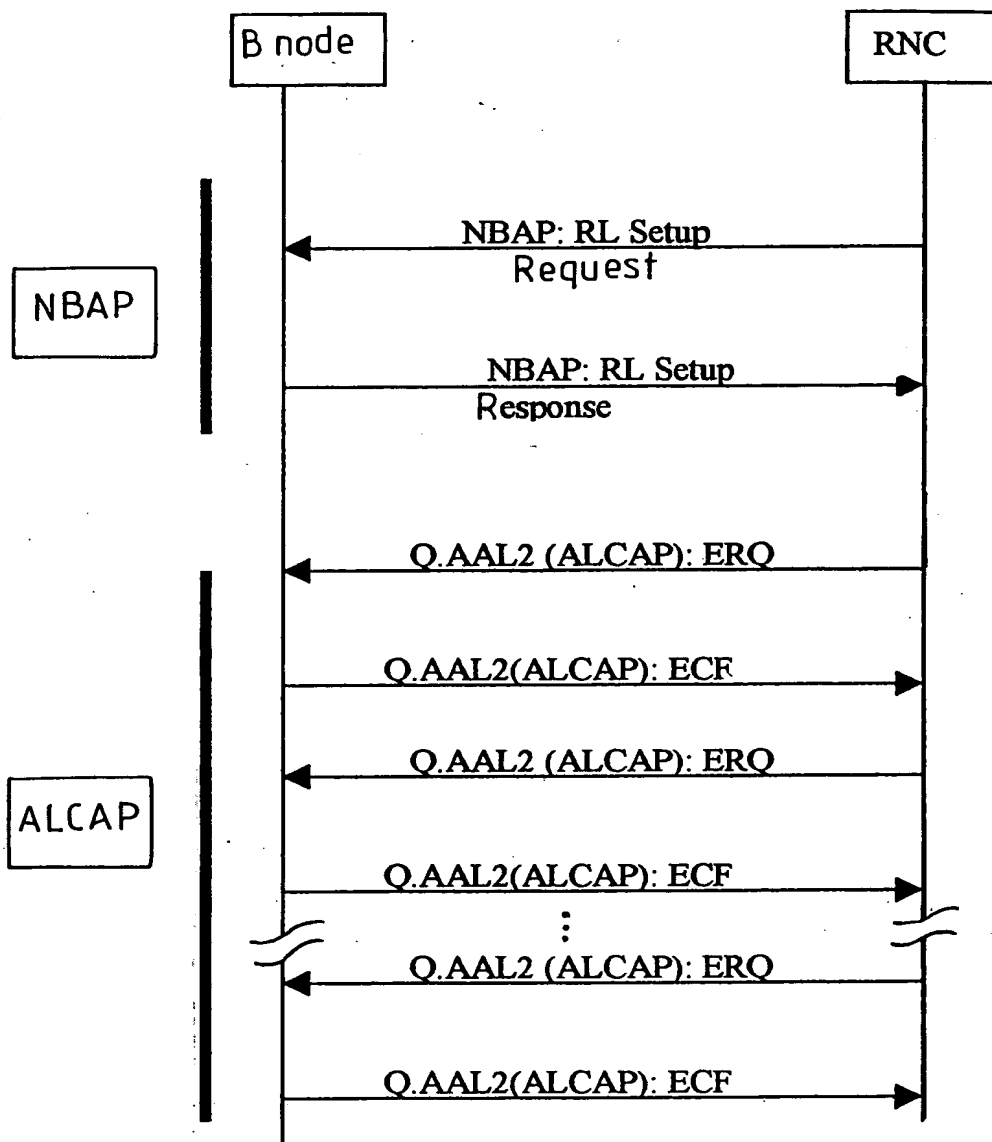 B node
RNC
NBAP: RL Setup
Request
NBAP
NBAP: RL Setup
Response
Q.AAL2 (ALCAP): ERQ
Q.AAL2(ALCAP): ECF
Q.AAL2 (ALCAP): ERQ
ALCAP
Q.AAL2(ALCAP): ECF
Q.AAL2 (ALCAP): ERQ
Q.AAL2(ALCAP): ECF